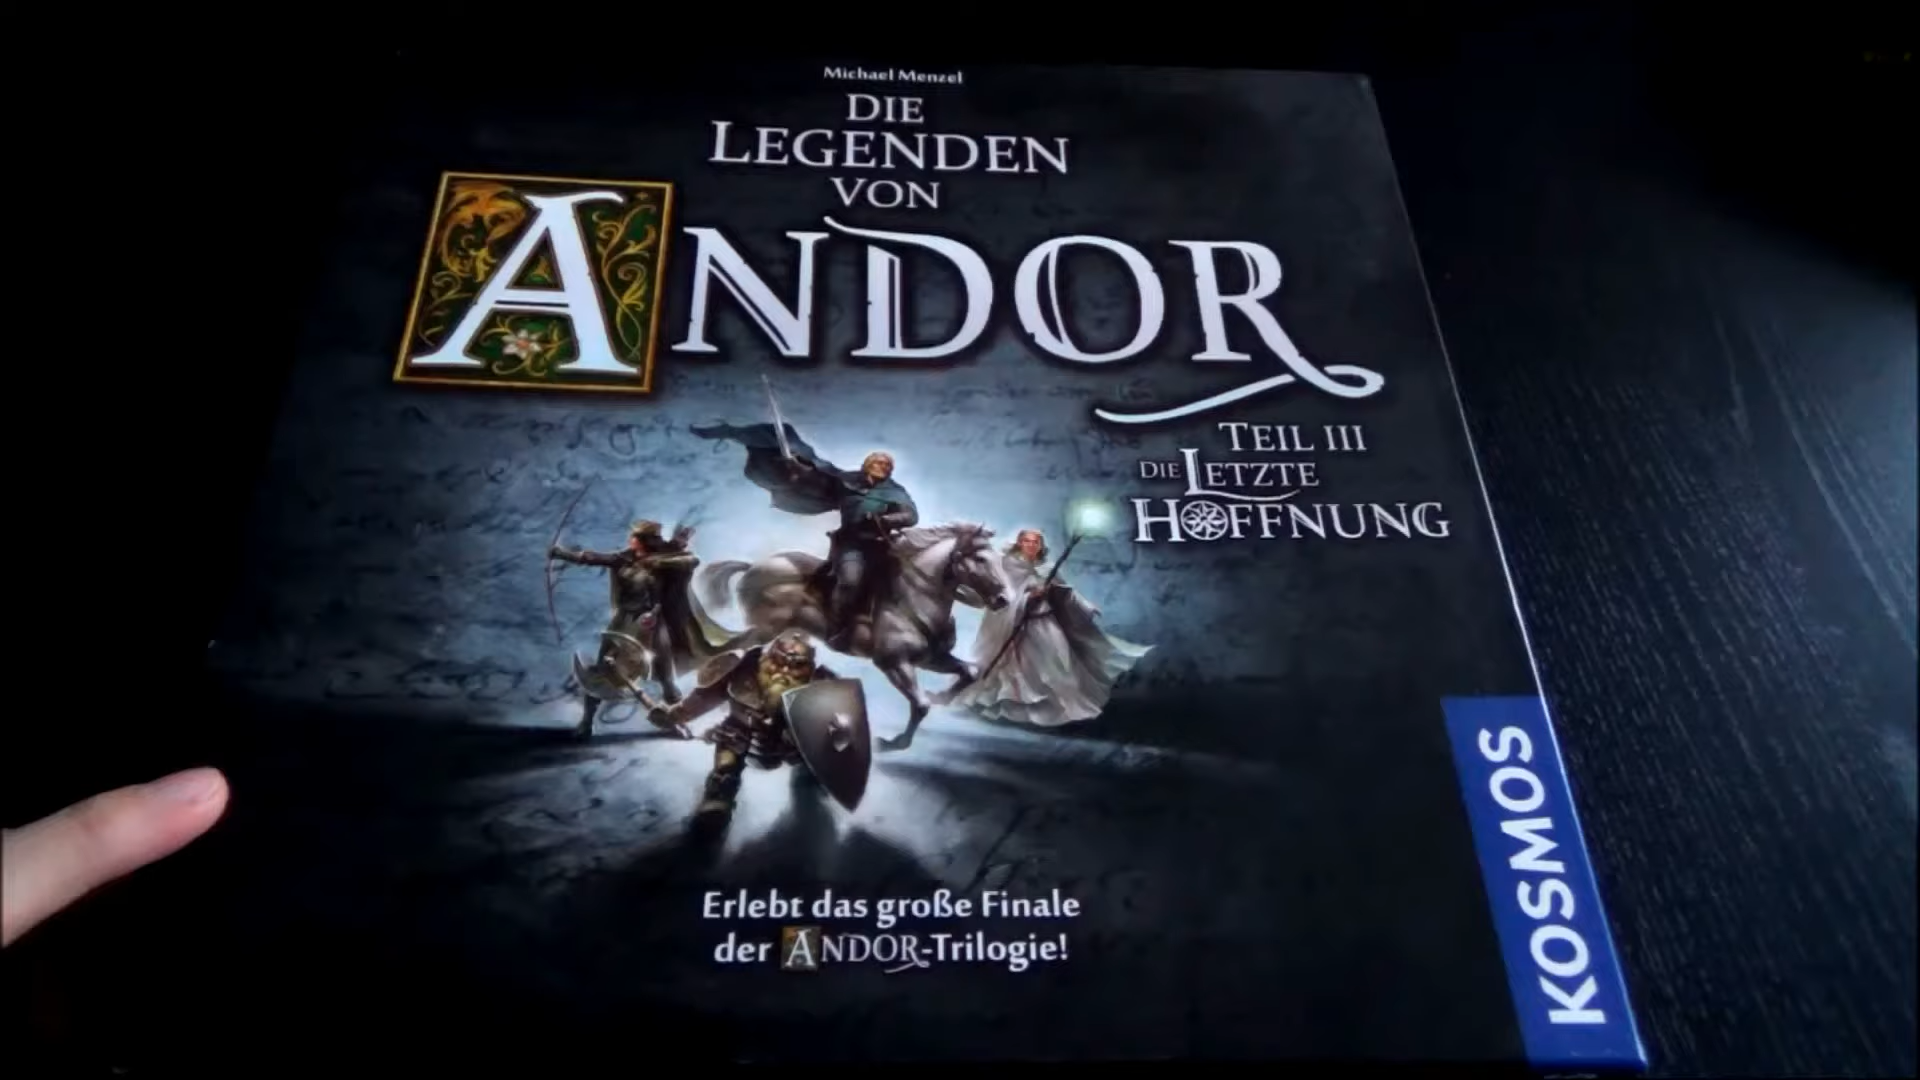 Michael Menzel
DIE
LEGENDEN
VON
ANDOR
TEIL III
DIE LETZTE
HOFFNUNG
Erlebt das große Finale
der ANDOR-Trilogie!
KOSMOS